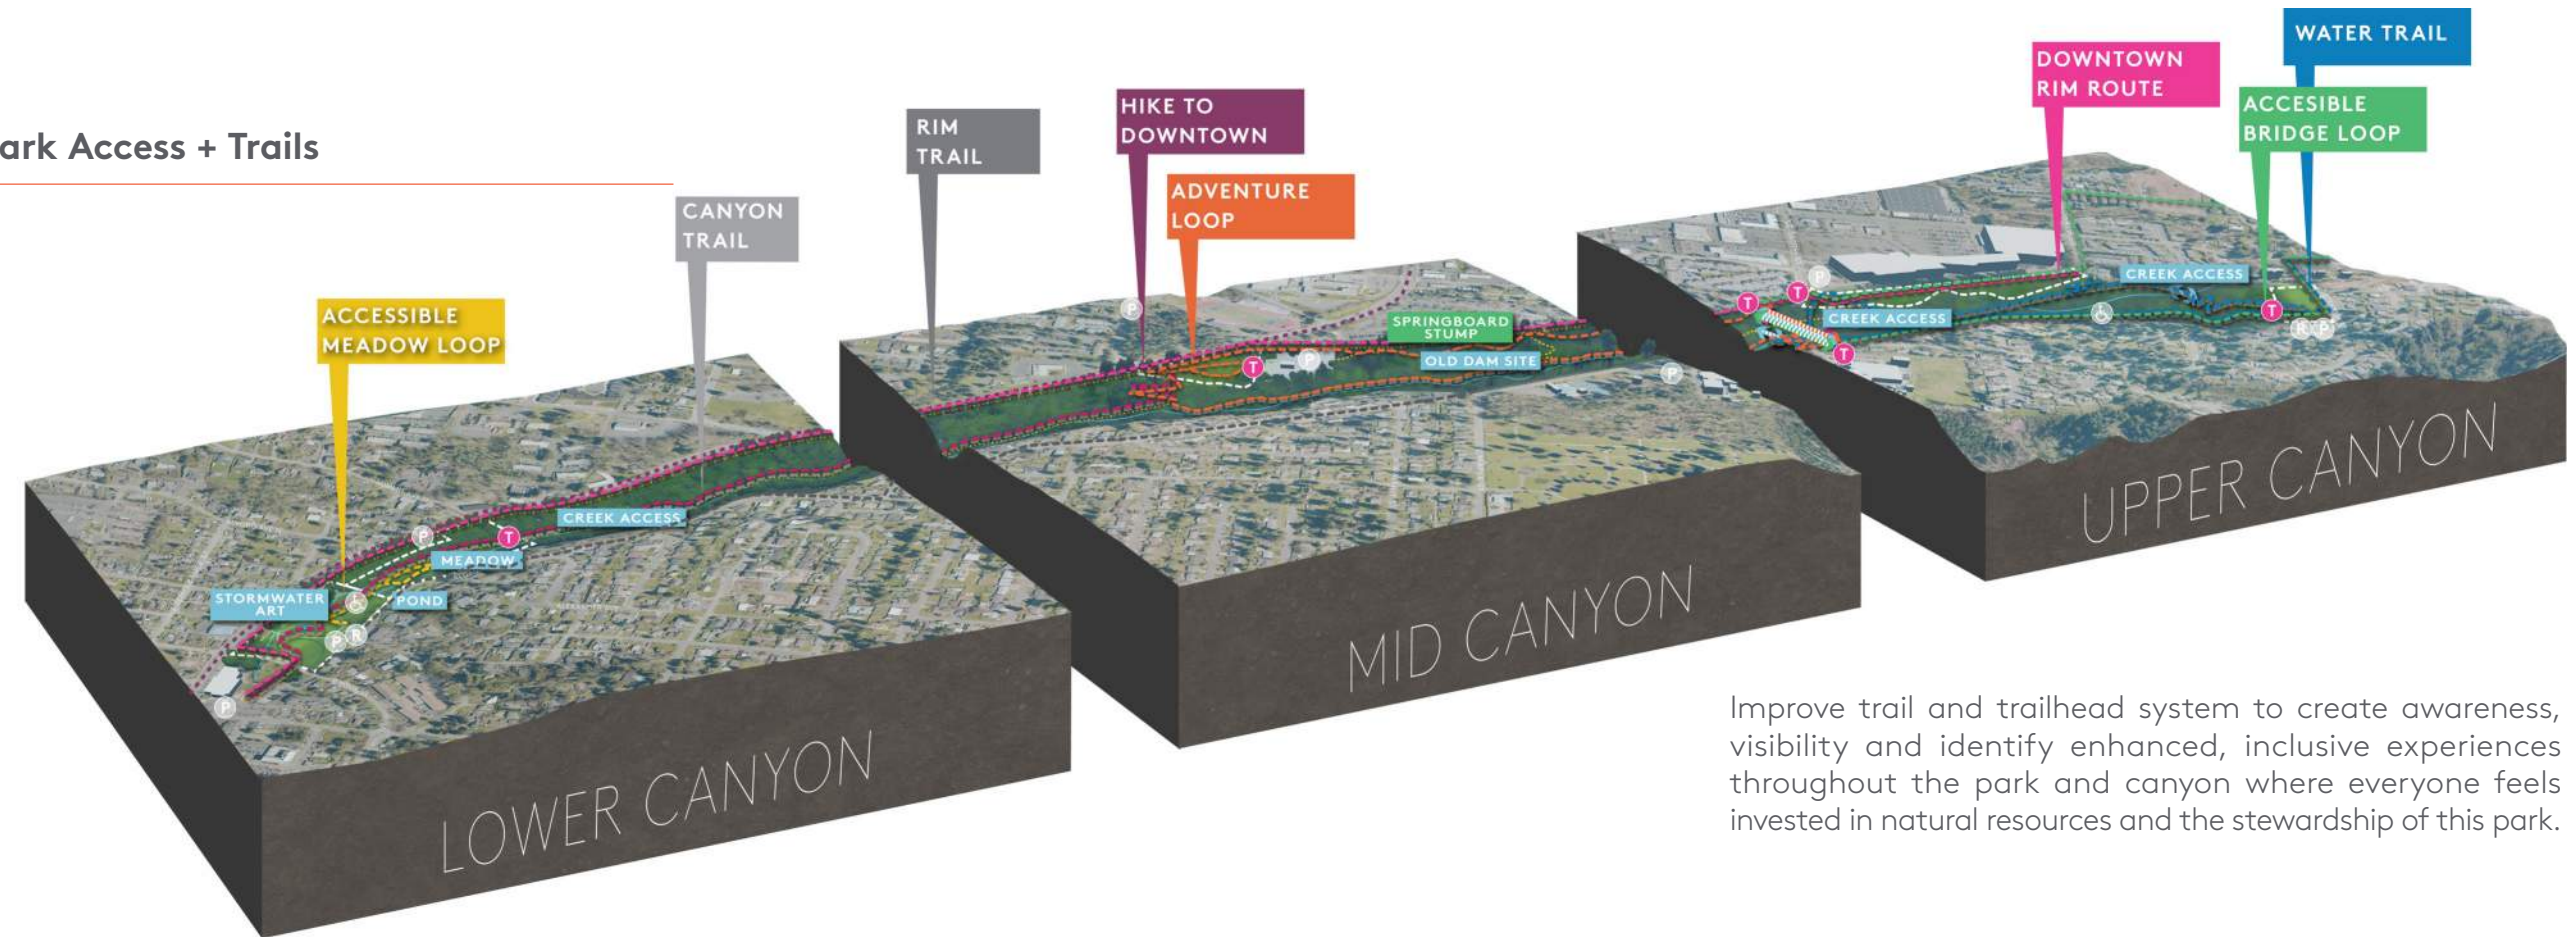 ark Access + Trails
ACCESSIBLE
MEADOW LOOP
CANYON
TRAIL
RIM
TRAIL
HIKE TO
DOWNTOWN
ADVENTURE
LOOP
DOWNTOWN
RIM ROUTE
WATER TRAIL
ACCESIBLE
BRIDGE LOOP
STORMWATER
ART
POND
MEADOW
CREEK ACCESS
P
T
P
R
P
LOWER CANYON
P
T
P
SPRINGBOARD
STUMP
OLD DAM SITE
P
MID CANYON
T
T
P
T
CREEK ACCESS
CREEK ACCESS
T
R
P
UPPER CANYON
Improve trail and trailhead system to create awareness,
visibility and identify enhanced, inclusive experiences
throughout the park and canyon where everyone feels
invested in natural resources and the stewardship of this park.